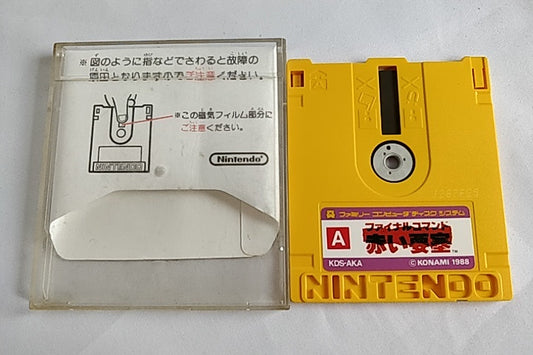 ※図のように指などでさわると故障の
原因となりますのでご注意ください。
※この磁気フィルム部分に
ご注意ください。
Nintendo
NINTENDO
ファミリー コンピュータ ディスク システム
A
ファイナルコマンド
赤い要塞
KDS-AKA
© KONAMI 1988
NINTENDO